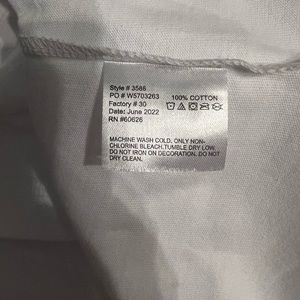 Style # 3586
PO # W5703263
Factory # 30
Date: June 2022
RN #60626
100% COTTON
MACHINE WASH COLD, ONLY NON-
CHLORINE BLEACH, TUMBLE DRY LOW.
DO NOT IRON ON DECORATION. DO NOT
DRY CLEAN.